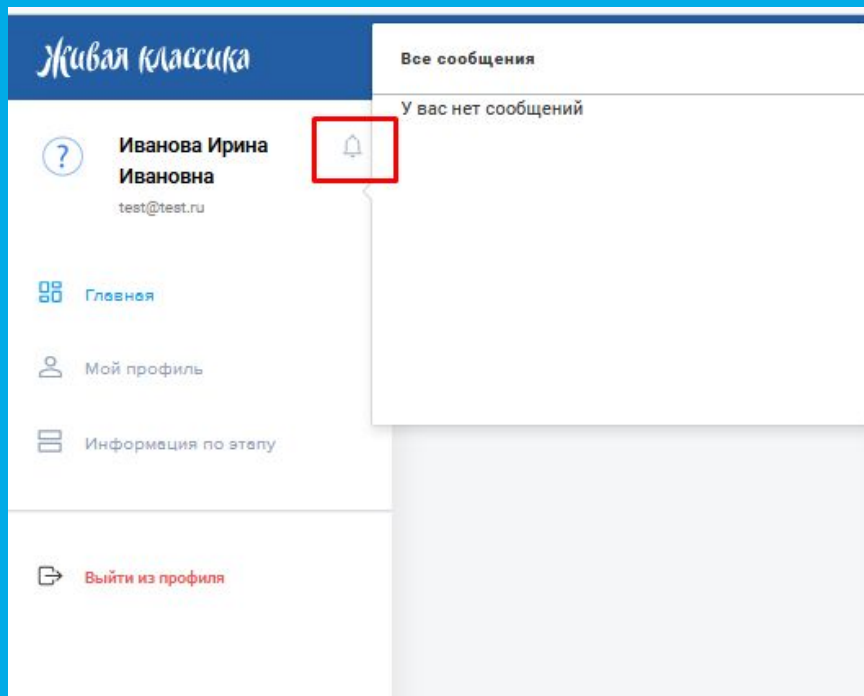 Живая классика
Все сообщения
У вас нет сообщений
?
Иванова Ирина
Ивановна
test@test.ru
Главная
Мой профиль
Информация по этапу
Выйти из профиля